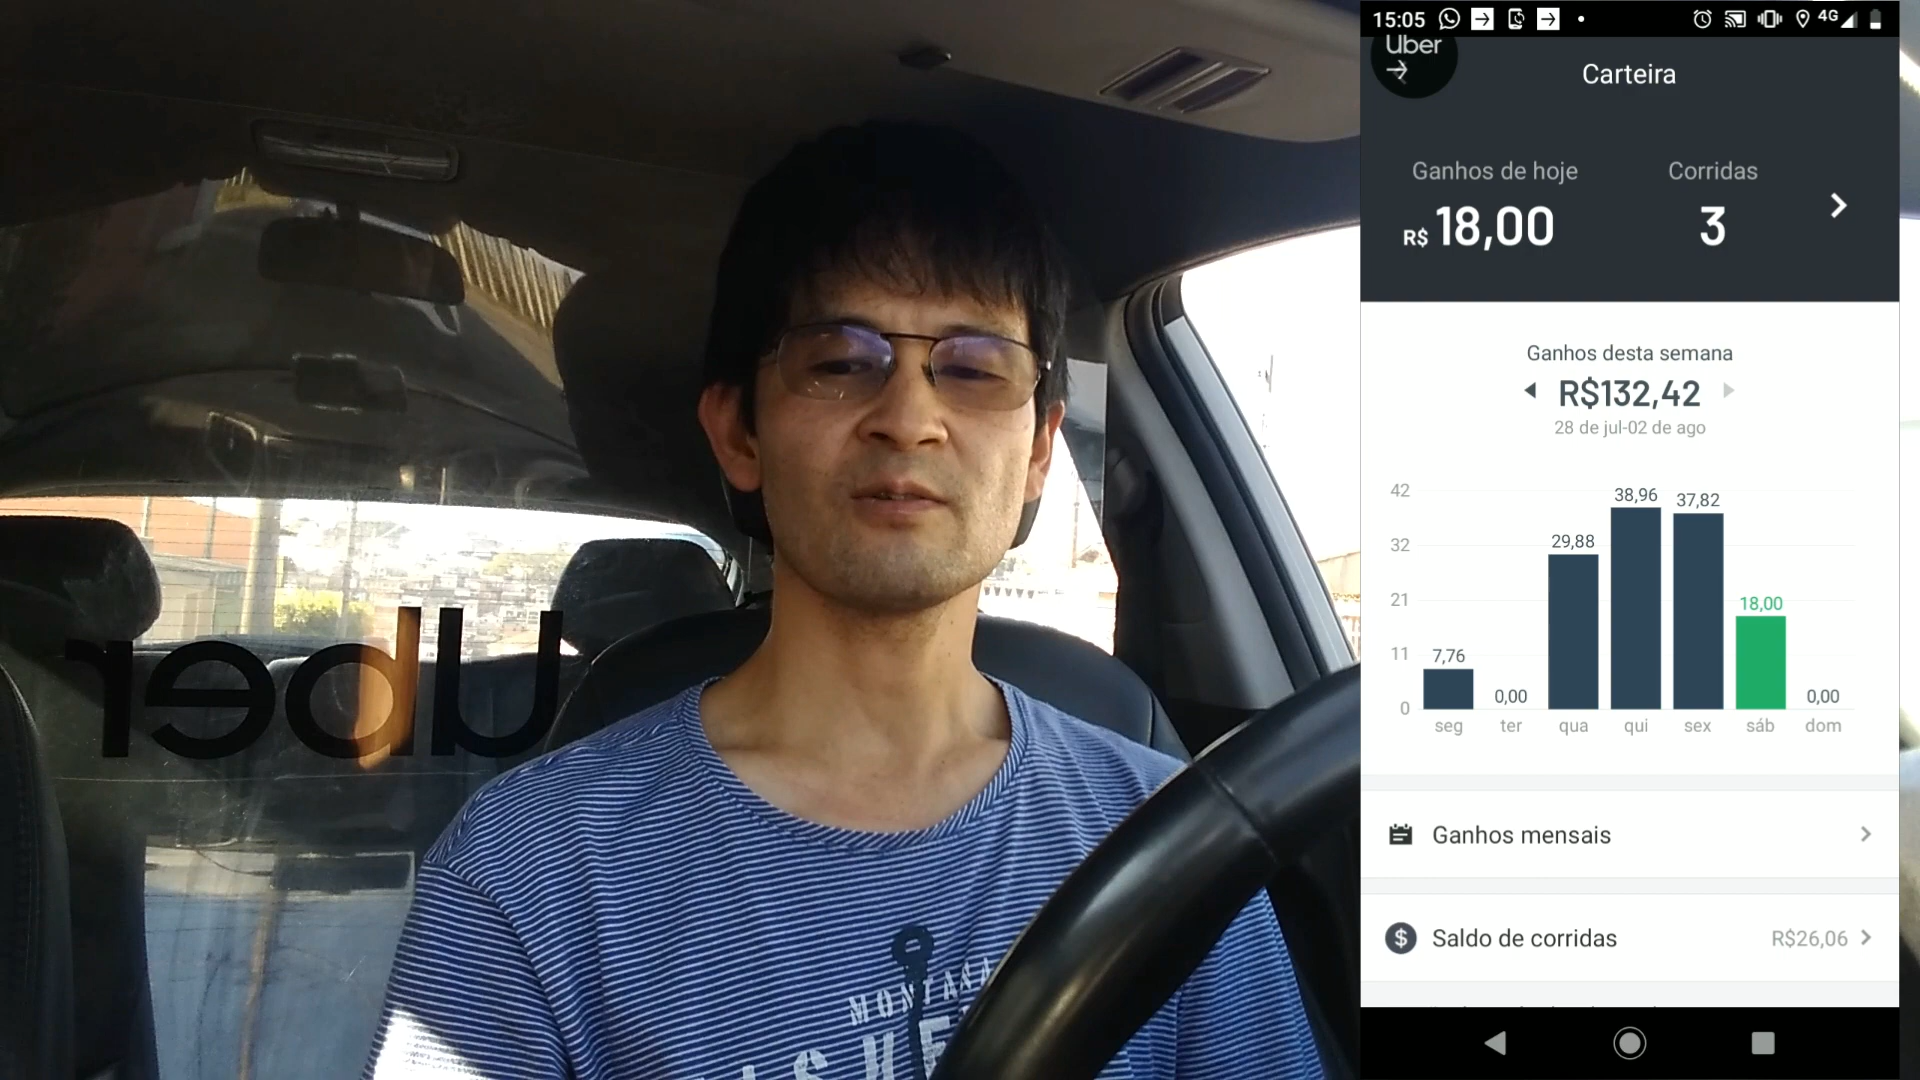 Uber
MONTANA
15:05
4G
Uber
Carteira
Ganhos de hoje
Corridas
R$ 18,00
3
Ganhos desta semana
R$132,42
28 de jul-02 de ago
42
32
21
11
0
7,76
0,00
29,88
38,96
37,82
18,00
0,00
seg
ter
qua
qui
sex
sáb
dom
Ganhos mensais
Saldo de corridas
R$26,06